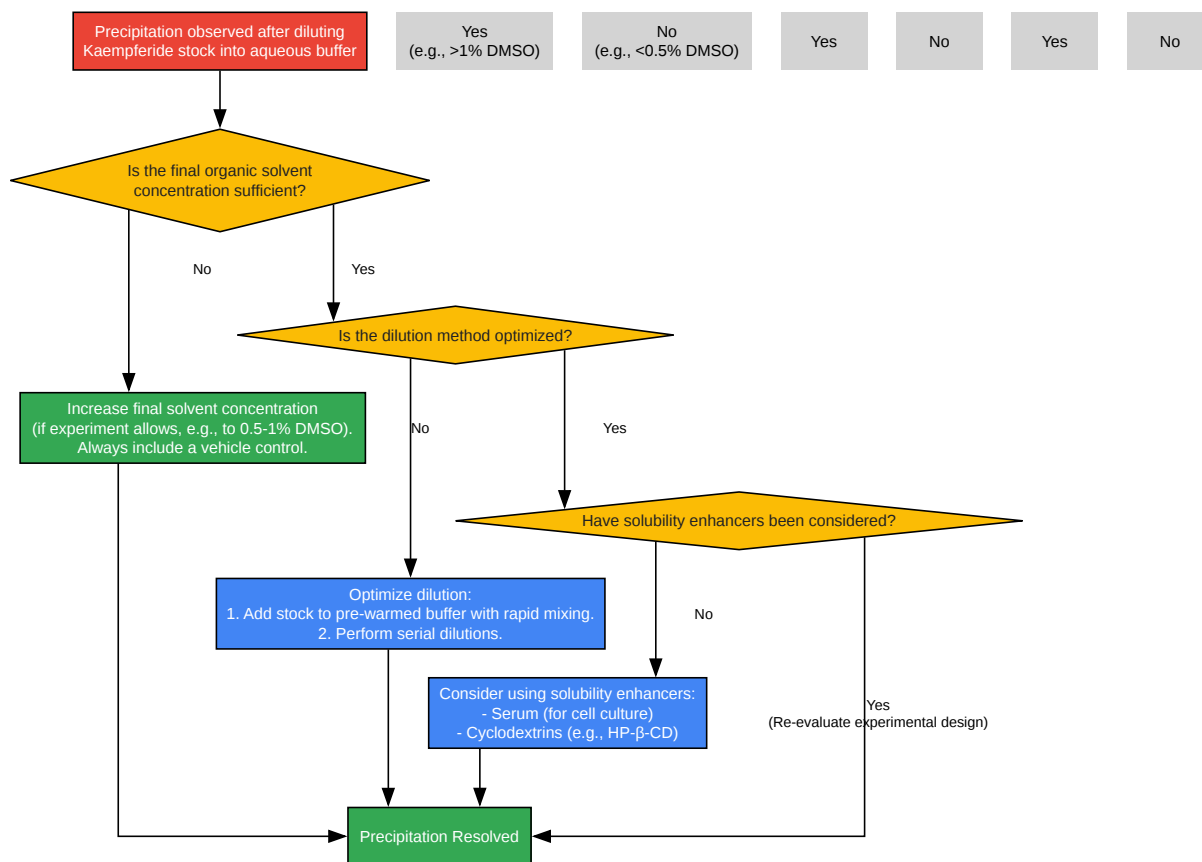 Precipitation observed after diluting
Kaempferide stock into aqueous buffer
Yes
(e.g., >1% DMSO)
No
(e.g., <0.5% DMSO)
Yes
No
Yes
No
Is the final organic solvent
concentration sufficient?
No
Yes
Is the dilution method optimized?
Increase final solvent concentration
(if experiment allows, e.g., to 0.5-1% DMSO).
Always include a vehicle control.
No
Yes
Have solubility enhancers been considered?
Optimize dilution:
1. Add stock to pre-warmed buffer with rapid mixing.
2. Perform serial dilutions.
No
Consider using solubility enhancers:
- Serum (for cell culture)
- Cyclodextrins (e.g., HP-β-CD)
Yes
(Re-evaluate experimental design)
Precipitation Resolved